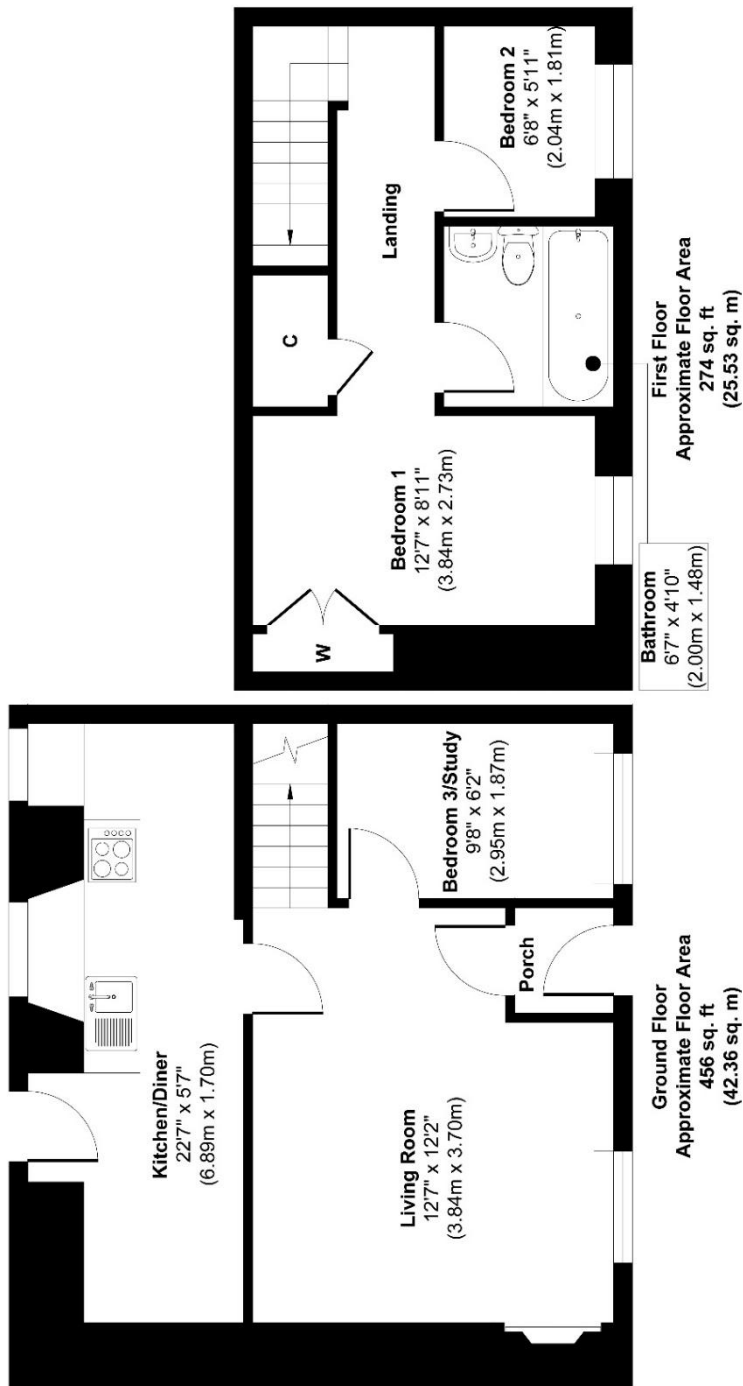 Kitchen/Diner
22'7" x 5'7"
(6.89m x 1.70m)
Living Room
12'7" x 12'2"
(3.84m x 3.70m)
Bedroom 3/Study
9'8" x 6'2"
(2.95m x 1.87m)
Porch
Ground Floor
Approximate Floor Area
456 sq. ft
(42.36 sq. m)
W
C
Landing
Bedroom 1
12'7" x 8'11"
(3.84m x 2.73m)
Bedroom 2
6'8" x 5'11"
(2.04m x 1.81m)
Bathroom
6'7" x 4'10"
(2.00m x 1.48m)
First Floor
Approximate Floor Area
274 sq. ft
(25.53 sq. m)